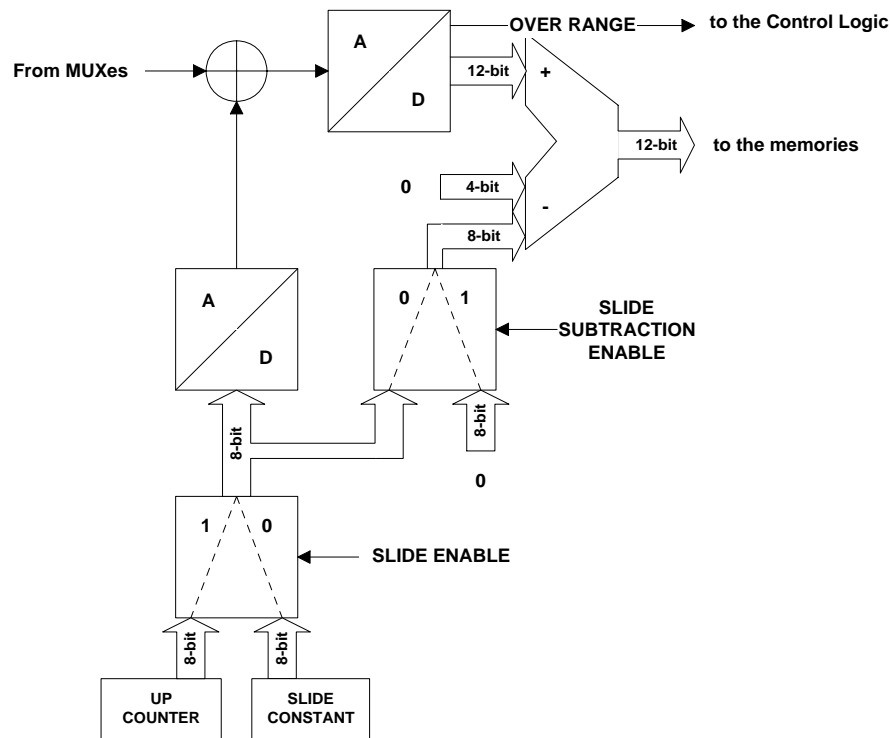 A
D
OVER RANGE
to the Control Logic
From MUXes
12-bit
+
12-bit
to the memories
0
4-bit
-
8-bit
A
D
0 1
SLIDE
SUBTRACTION
ENABLE
8-bit
8-bit
0
1 0
SLIDE ENABLE
8-bit
8-bit
UP
COUNTER
SLIDE
CONSTANT